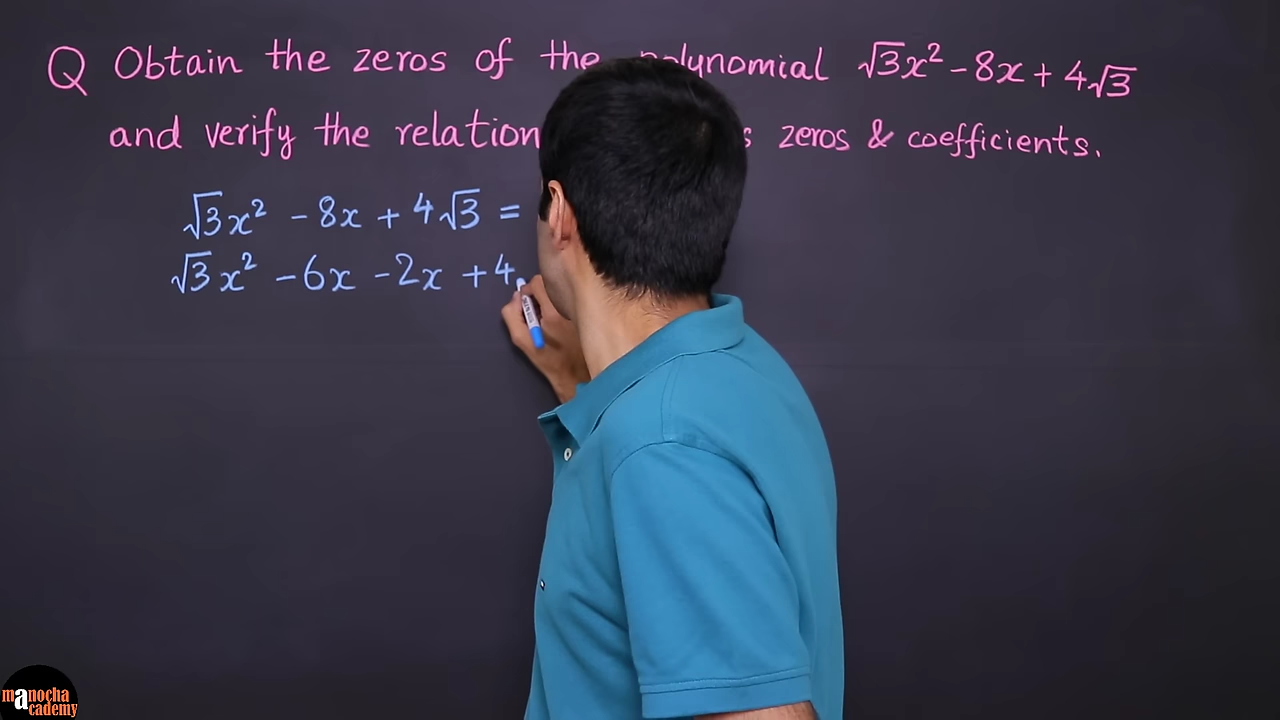 Q Obtain the zeros of the polynomial √3x² - 8x + 4√3
and verify the relation zeros & coefficients.
√3x² - 8x + 4√3 =
√3x² - 6x - 2x + 4
manocha
academy